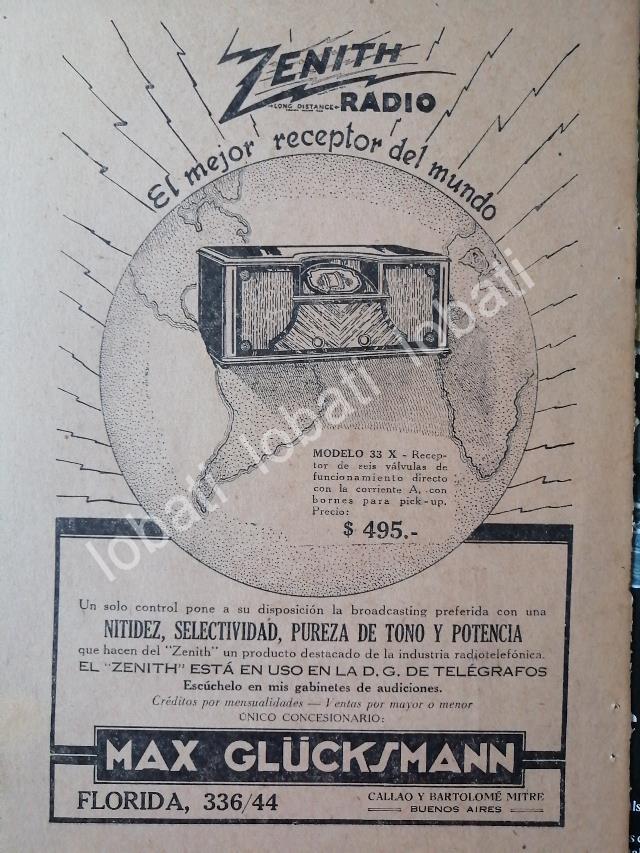 ZENITH
LONG DISTANCE
RADIO
El mejor receptor del mundo
MODELO 33 X - Recep-
tor de seis válvulas de
funcionamiento directo
con la corriente A, con
bornes para pick-up.
Precio:
$ 495.-
Un solo control pone a su disposición la broadcasting preferida con una
NITIDEZ, SELECTIVIDAD, PUREZA DE TONO Y POTENCIA
que hacen del "Zenith" un producto destacado de la industria radiotelefónica.
EL "ZENITH" ESTÁ EN USO EN LA D. G. DE TELÉGRAFOS
Escúchelo en mis gabinetes de audiciones.
Créditos por mensualidades — Ventas por mayor o menor
ÚNICO CONCESIONARIO:
MAX GLÜCKSMANN
FLORIDA, 336/44
CALLAO Y BARTOLOMÉ MITRE
BUENOS AIRES
lobati lobati lobati lobati